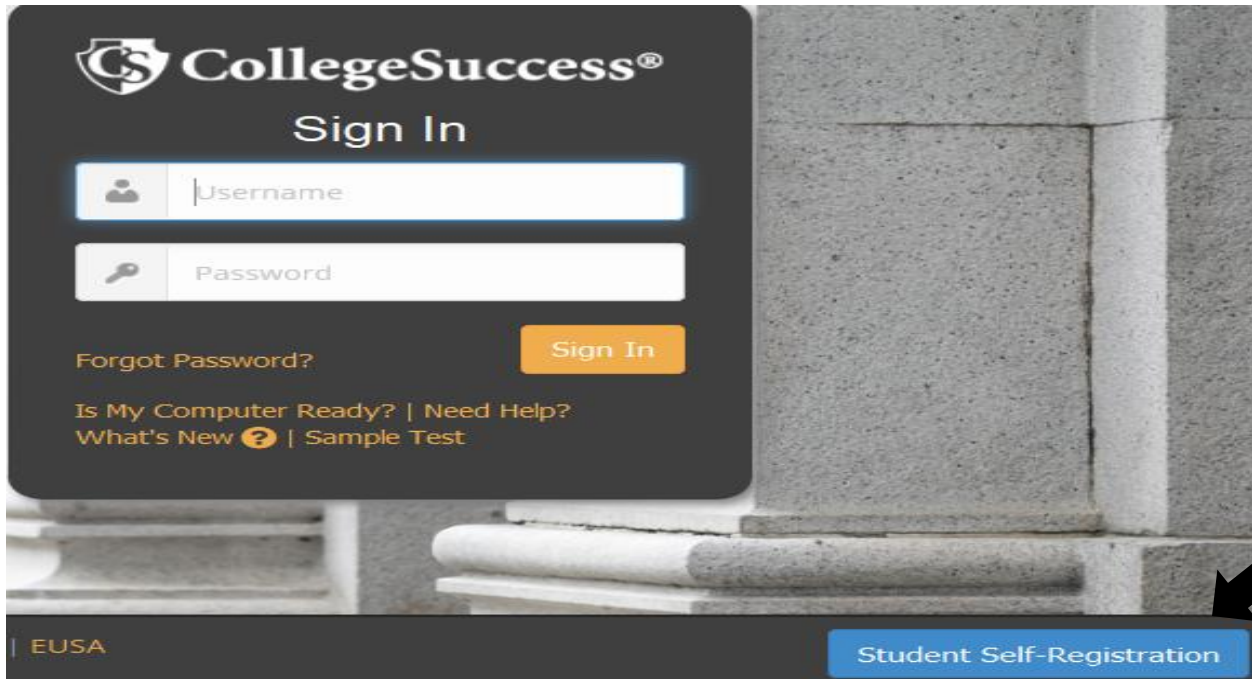 CS CollegeSuccess®
Sign In
Username
Password
Forgot Password?
Sign In
Is My Computer Ready? | Need Help?
What's New ? | Sample Test
| EUSA
Student Self-Registration